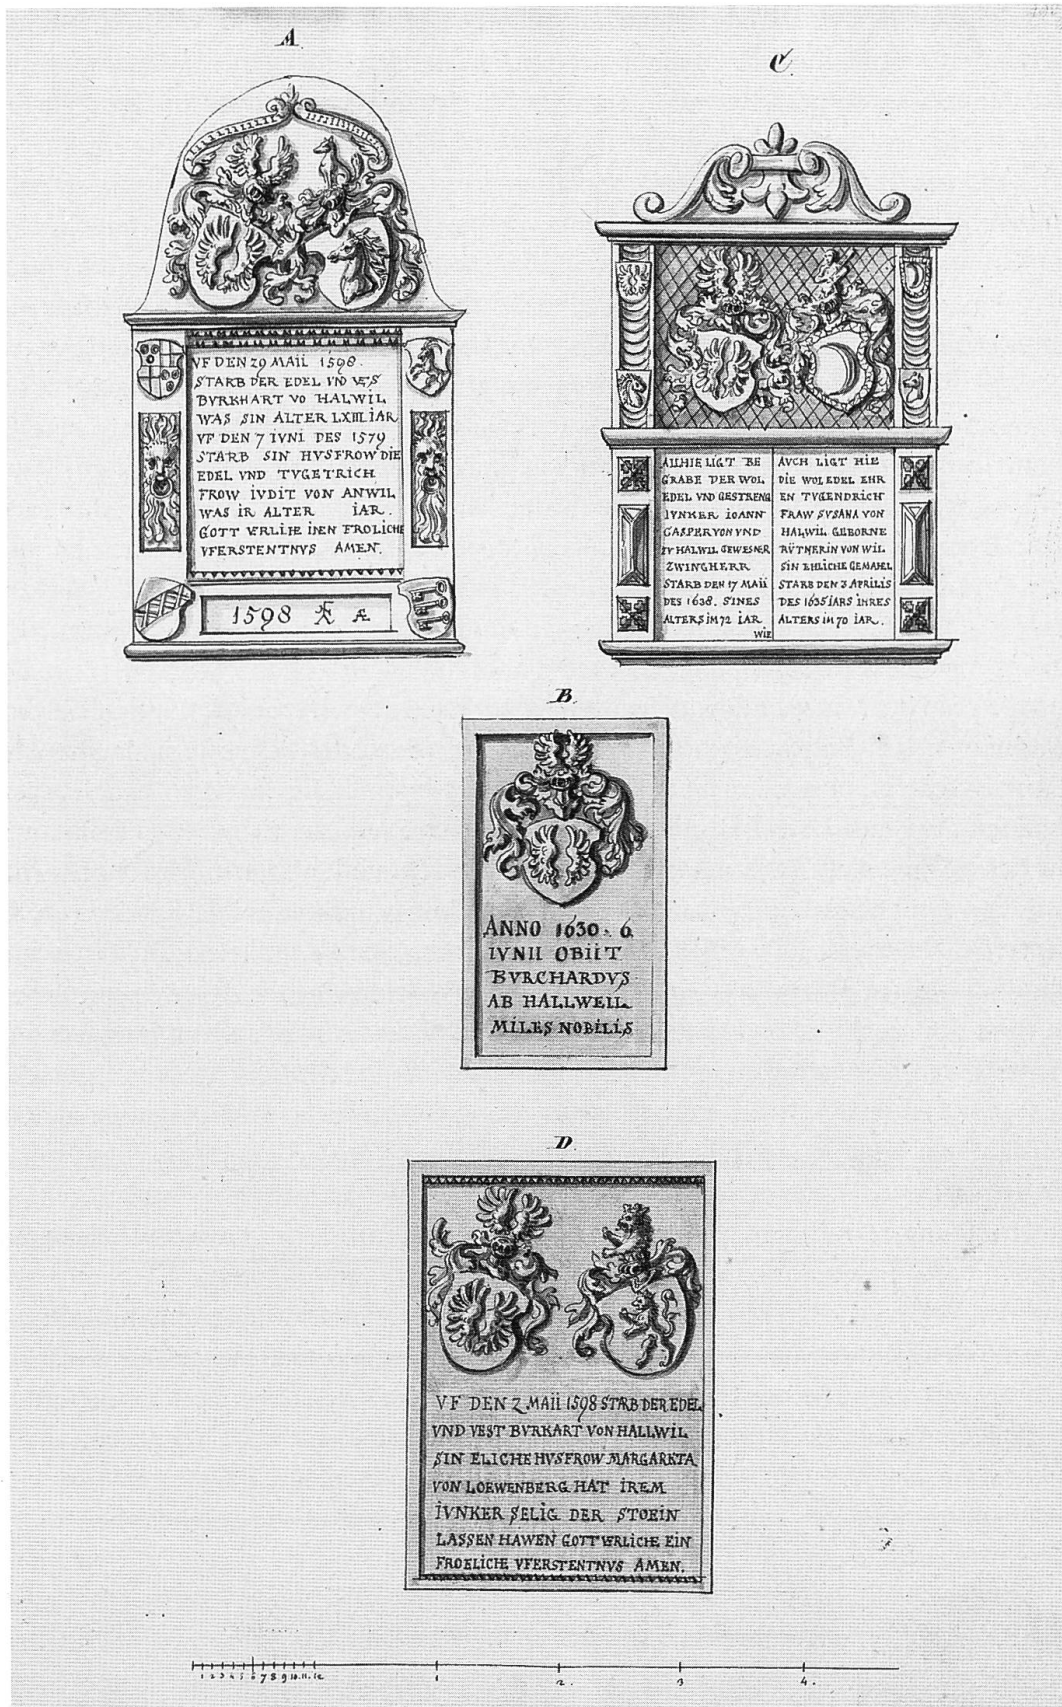 A
VF DEN 29 MAII 1598.
STARB DER EDEL VND VES
BVRKHART VO HALWIL
WAS SIN ALTER LXIII IAR
VF DEN 7 IVNI DES 1579
STARB SIN HVSFROW DIE
EDEL VND TVGETRICH
FROW IVDIT VON ANWIL
WAS IR ALTER IAR.
GOTT VERLIHE INEN FROLICHE
VFERSTENTNVS AMEN.
1598 Æ
C
ALLHIE LIGT BE
GRABE DER WOL
EDEL VND GESTRENG
IVNKER IOANN
CASPER VON VND
ZV HALWIL GEWESNER
ZWINGHERR
STARB DEN 17 MAII
DES 1638. SINES
ALTERS IM 72 IAR
WIE
AVCH LIGT HIE
DIE WOL EDEL EHR
EN TVGENDRICH
FRAW SVSANA VON
HALWIL GEBORNE
RÜTNERIN VON WIL
SIN EHLICHE GEMAHEL
STARB DEN 3 APRILIS
DES 1635 IARS IHRES
ALTERS IM 70 IAR.
B
ANNO 1630. 6.
IVNII OBIIT
BVRCHARDVS
AB HALLWEIL
MILES NOBILIS
D.
VF DEN 2 MAII 1598 STARB DER EDEL
VND VEST BVRKART VON HALLWIL
SIN ELICHE HVSFROW MARGARETA
VON LOEWENBERG HAT IREM
IVNKER SELIG DER STOEIN
LASSEN HAWEN GOTT VERLICHE EIN
FROELICHE VFERSTENTNVS AMEN.
1 2 3 4 5 6 7 8 9 10. 11. 12 1 2. 3 4.